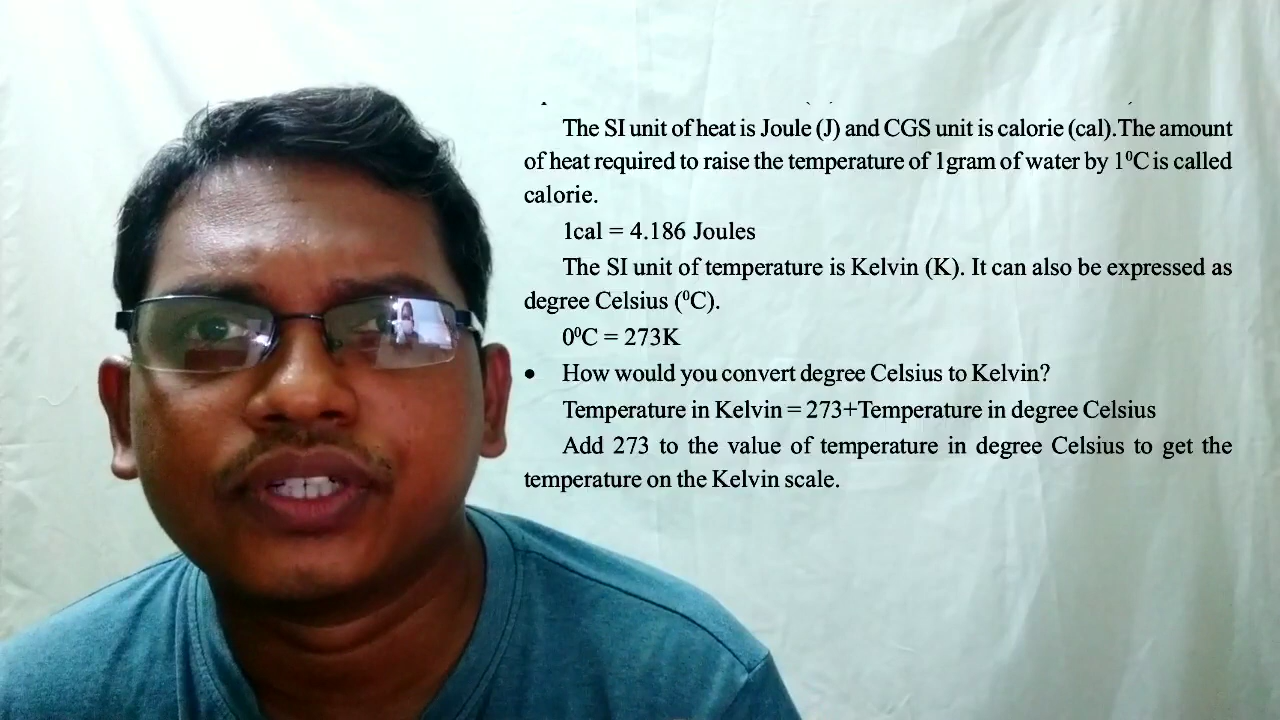 The SI unit of heat is Joule (J) and CGS unit is calorie (cal).The amount
of heat required to raise the temperature of 1gram of water by 1⁰C is called
calorie.
1cal = 4.186 Joules
The SI unit of temperature is Kelvin (K). It can also be expressed as
degree Celsius (⁰C).
0⁰C = 273K
• How would you convert degree Celsius to Kelvin?
Temperature in Kelvin = 273+Temperature in degree Celsius
Add 273 to the value of temperature in degree Celsius to get the
temperature on the Kelvin scale.